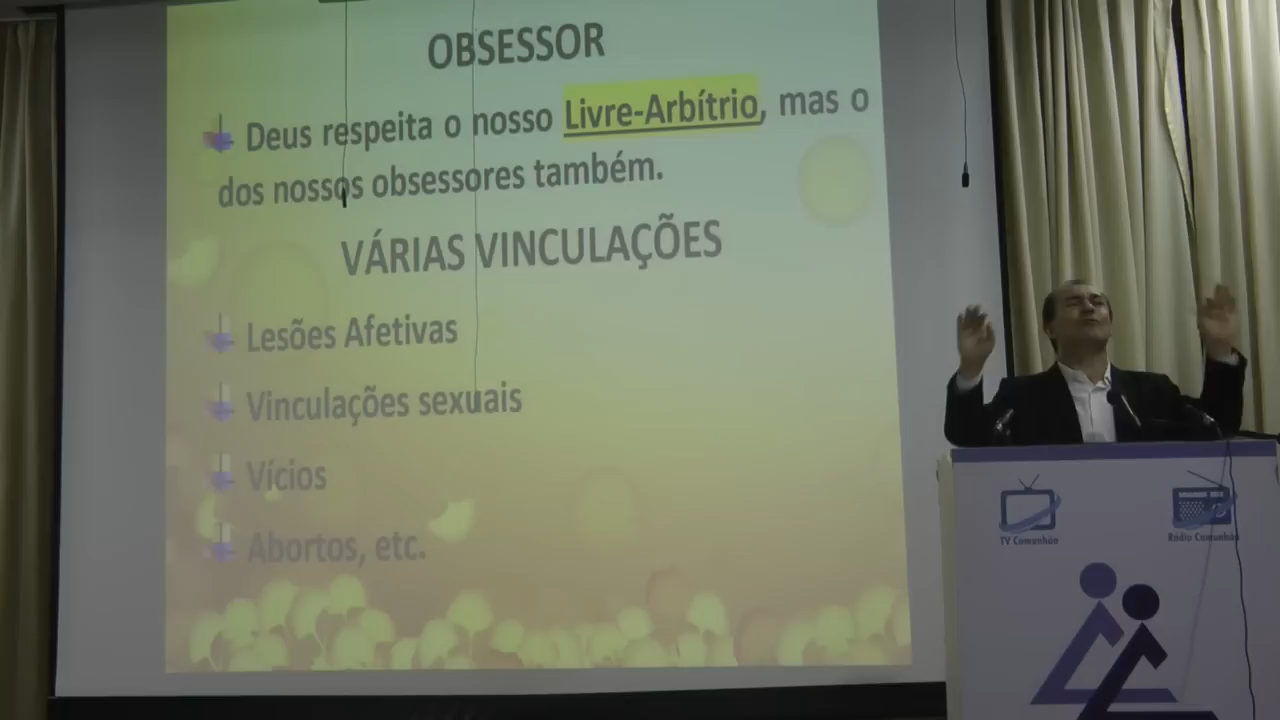 OBSESSOR
Deus respeita o nosso Livre-Arbítrio, mas o
dos nossos obsessores também.
VÁRIAS VINCULAÇÕES
Lesões Afetivas
Vinculações sexuais
Vícios
Abortos, etc.
TV Comunhão
Rádio Comunhão